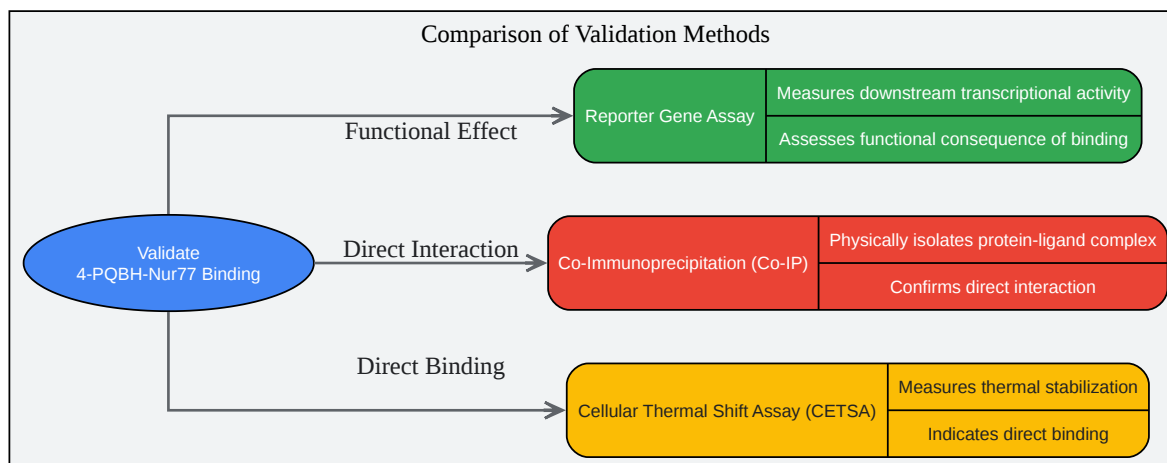 Comparison of Validation Methods
Functional Effect
Reporter Gene Assay
Measures downstream transcriptional activity
Assesses functional consequence of binding
Validate
4-PQBH-Nur77 Binding
Direct Interaction
Co-Immunoprecipitation (Co-IP)
Physically isolates protein-ligand complex
Confirms direct interaction
Direct Binding
Cellular Thermal Shift Assay (CETSA)
Measures thermal stabilization
Indicates direct binding